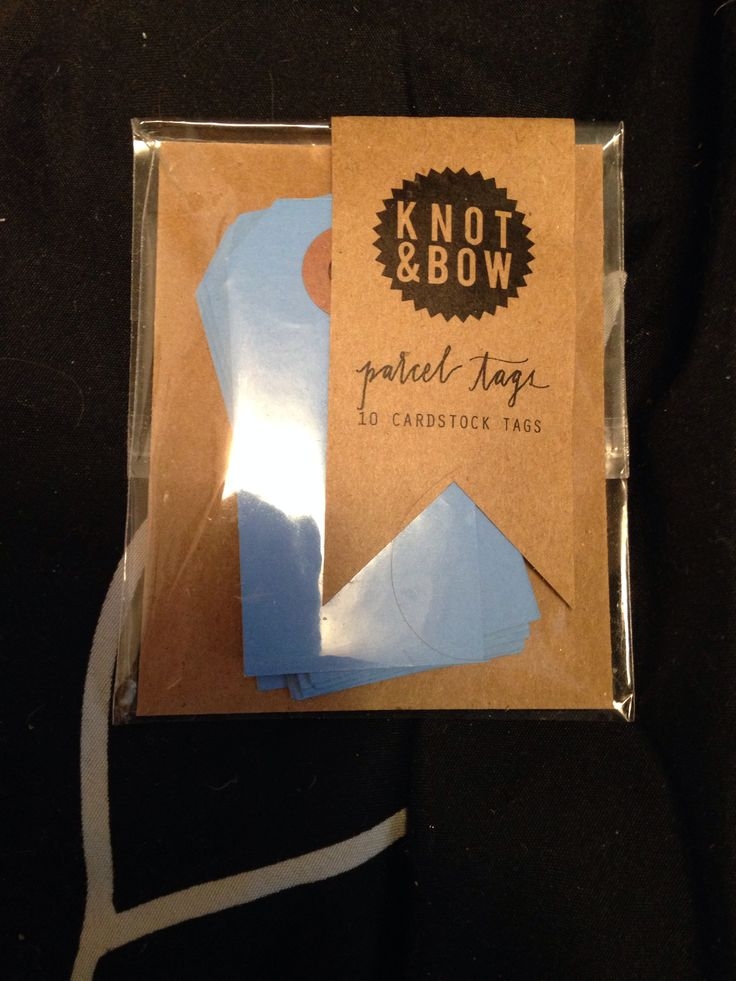 KNOT
&BOW
parcel tags
10 CARDSTOCK TAGS